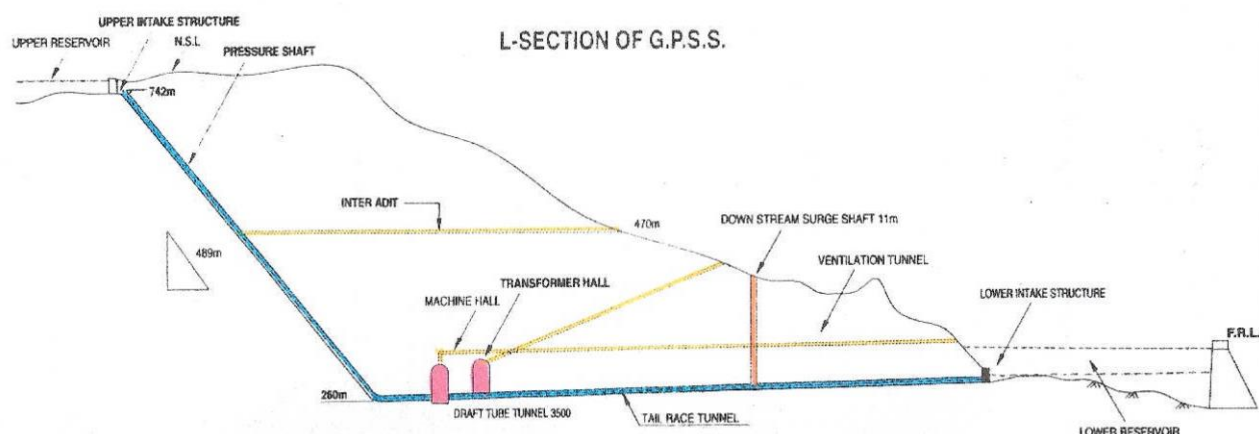 L-SECTION OF G.P.S.S.
UPPER INTAKE STRUCTURE
UPPER RESERVOIR
N.S.L
PRESSURE SHAFT
742m
INTER ADIT
470m
DOWN STREAM SURGE SHAFT 11m
489m
VENTILATION TUNNEL
TRANSFORMER HALL
MACHINE HALL
LOWER INTAKE STRUCTURE
F.R.L.
260m
DRAFT TUBE TUNNEL 3500
TAIL RACE TUNNEL
LOWER RESERVOIR